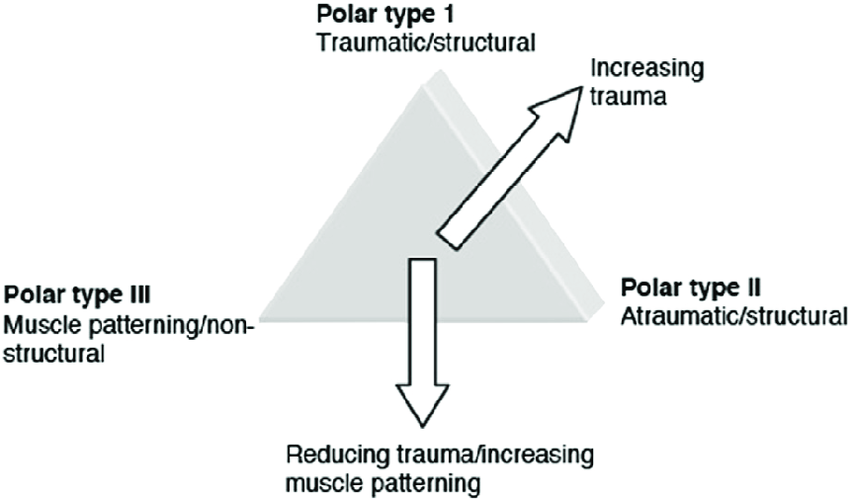 Polar type 1
Traumatic/structural
Increasing
trauma
Polar type III
Muscle patterning/non-
structural
Polar type II
Atraumatic/structural
Reducing trauma/increasing
muscle patterning